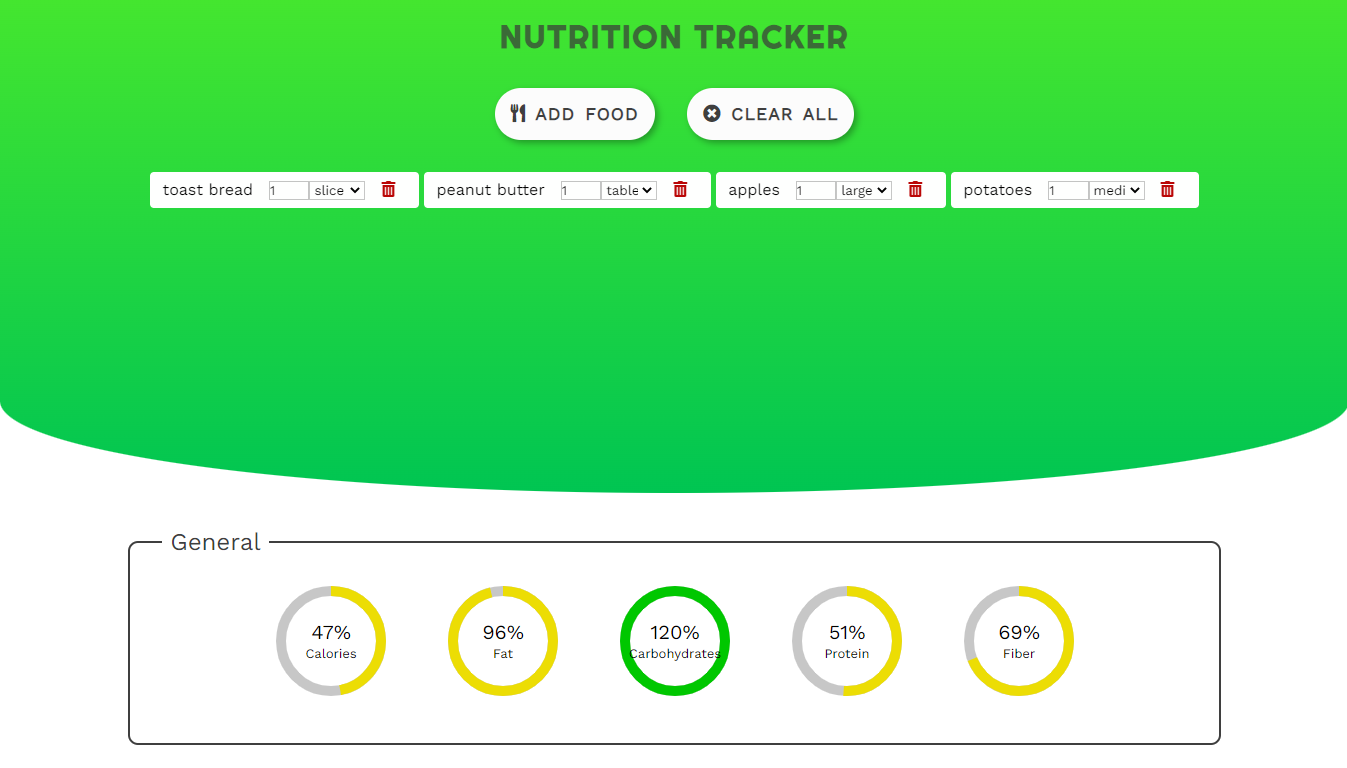 NUTRITION TRACKER
ADD FOOD CLEAR ALL
toast bread 1 slice peanut butter 1 table apples 1 large potatoes 1 medi
General
47% 96% 120% 51% 69%
Calories Fat Carbohydrates Protein Fiber